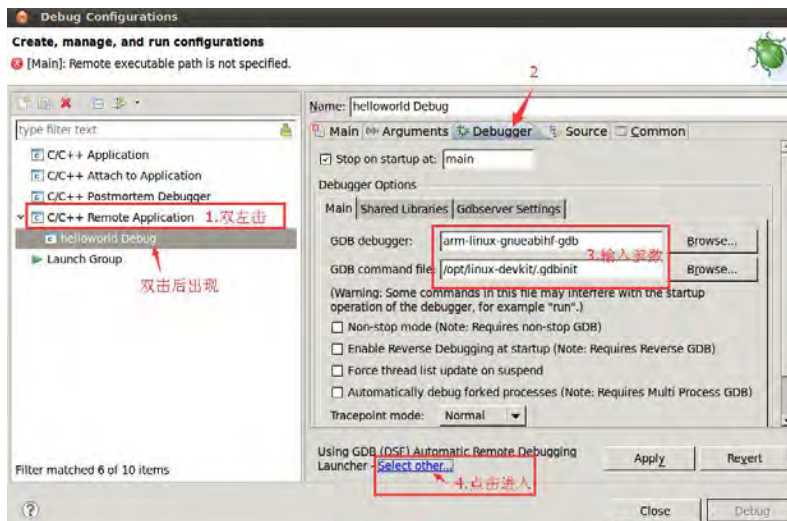 Debug Configurations
Create, manage, and run configurations
[Main]: Remote executable path is not specified.
2
Name: helloworld Debug
type filter text
Main Arguments Debugger Source Common
C/C++ Application
Stop on startup at: main
C/C++ Attach to Application
Debugger Options
C/C++ Postmortem Debugger
Main Shared Libraries Gdbserver Settings
C/C++ Remote Application 1.双左击
helloworld Debug
GDB debugger: arm-linux-gnueabihf-gdb Browse...
3.输入参数
Launch Group
GDB command file: /opt/linux-devkit/.gdbinit Browse...
双击后出现
(Warning: Some commands in this file may interfere with the startup
operation of the debugger, for example "run".)
Non-stop mode (Note: Requires non-stop GDB)
Enable Reverse Debugging at startup (Note: Requires Reverse GDB)
Force thread list update on suspend
Automatically debug forked processes (Note: Requires Multi Process GDB)
Tracepoint mode: Normal
Using GDB (DSF) Automatic Remote Debugging
Launcher - Select other...
Apply Revert
Filter matched 6 of 10 items
4.点击进入
Close Debug